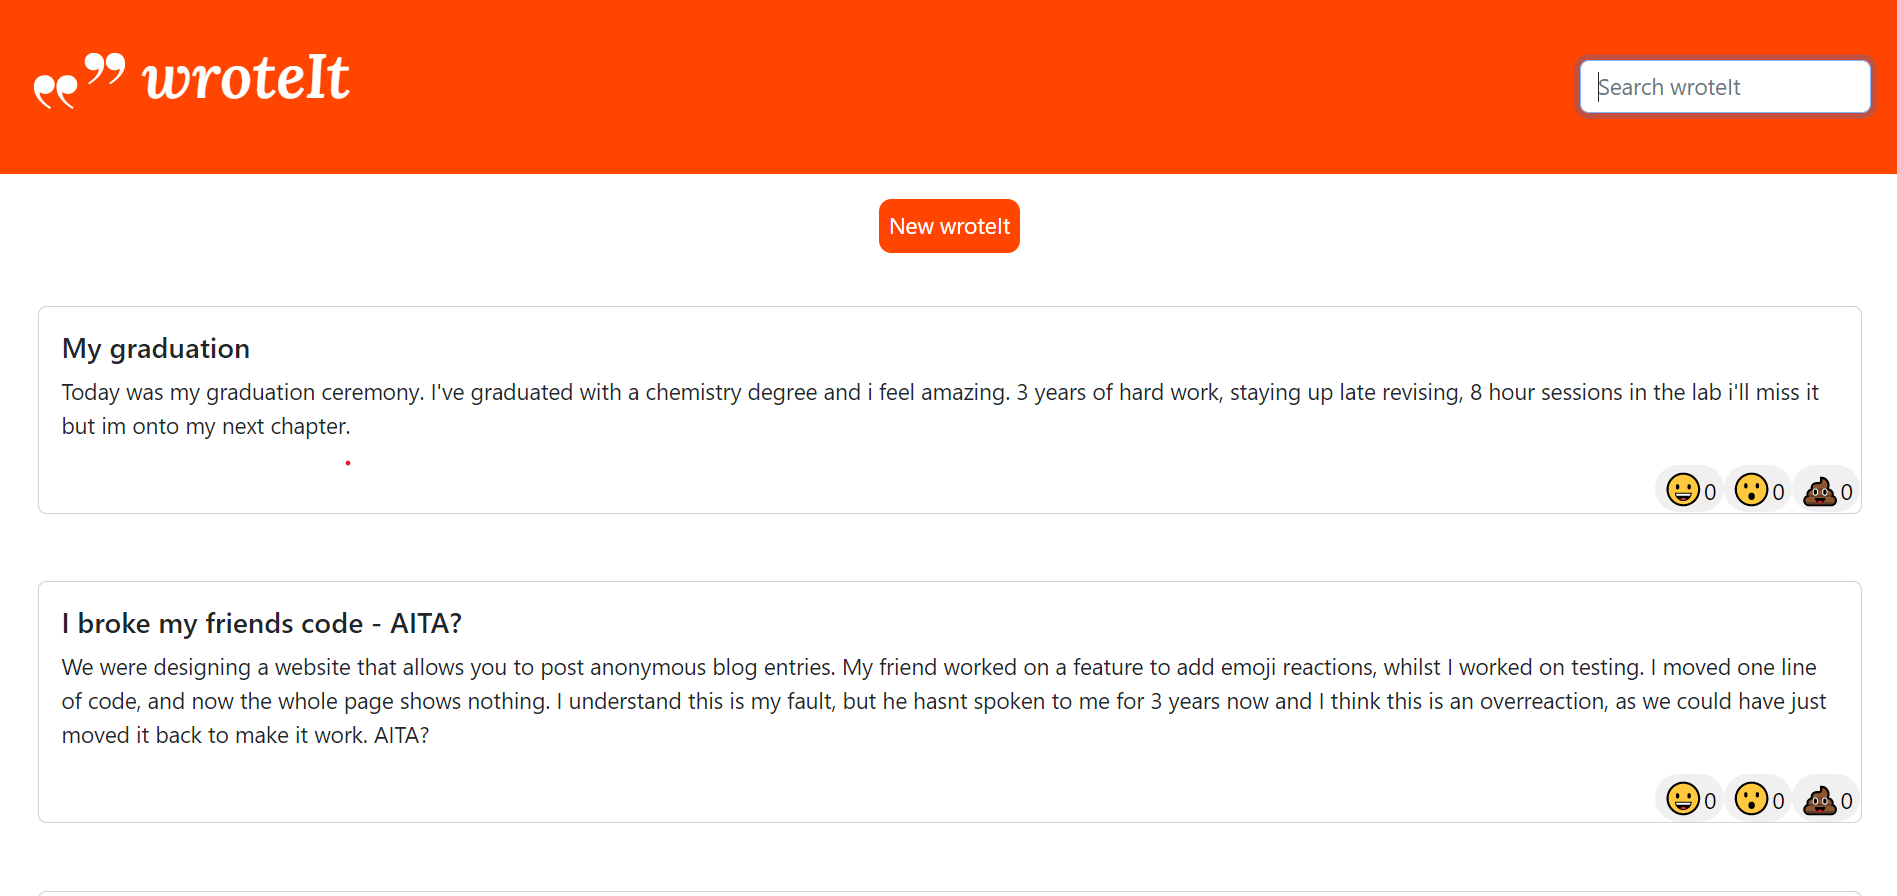 wroteIt
Search wroteIt
New wroteIt
My graduation
Today was my graduation ceremony. I've graduated with a chemistry degree and i feel amazing. 3 years of hard work, staying up late revising, 8 hour sessions in the lab i'll miss it
but im onto my next chapter.
0 0 0
I broke my friends code - AITA?
We were designing a website that allows you to post anonymous blog entries. My friend worked on a feature to add emoji reactions, whilst I worked on testing. I moved one line
of code, and now the whole page shows nothing. I understand this is my fault, but he hasnt spoken to me for 3 years now and I think this is an overreaction, as we could have just
moved it back to make it work. AITA?
0 0 0